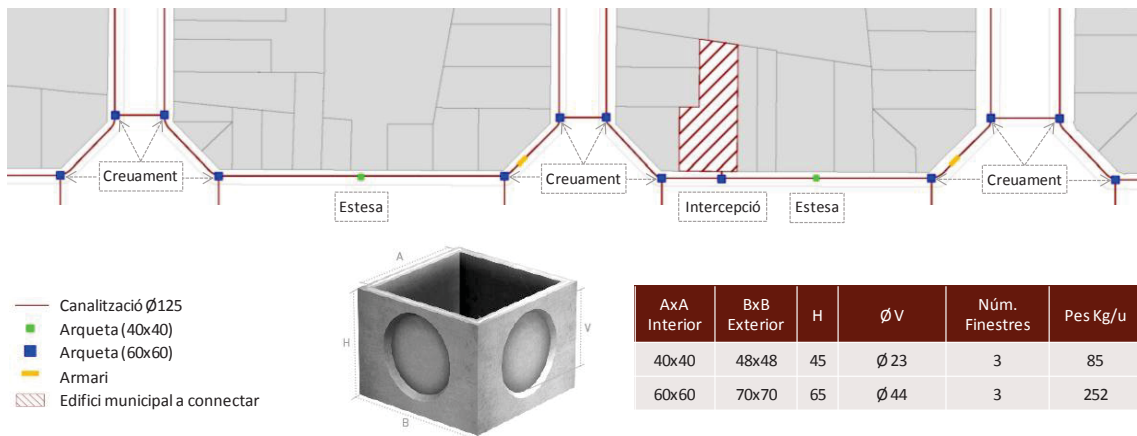 Creuament
Creuament
Creuament
Estesa
Intercepció
Estesa
Canalització Ø125
Arqueta (40x40)
Arqueta (60x60)
Armari
Edifici municipal a connectar
A
H
V
B
AxA Interior BxB Exterior H Ø V Núm. Finestres Pes Kg/u
40x40 48x48 45 Ø 23 3 85
60x60 70x70 65 Ø 44 3 252